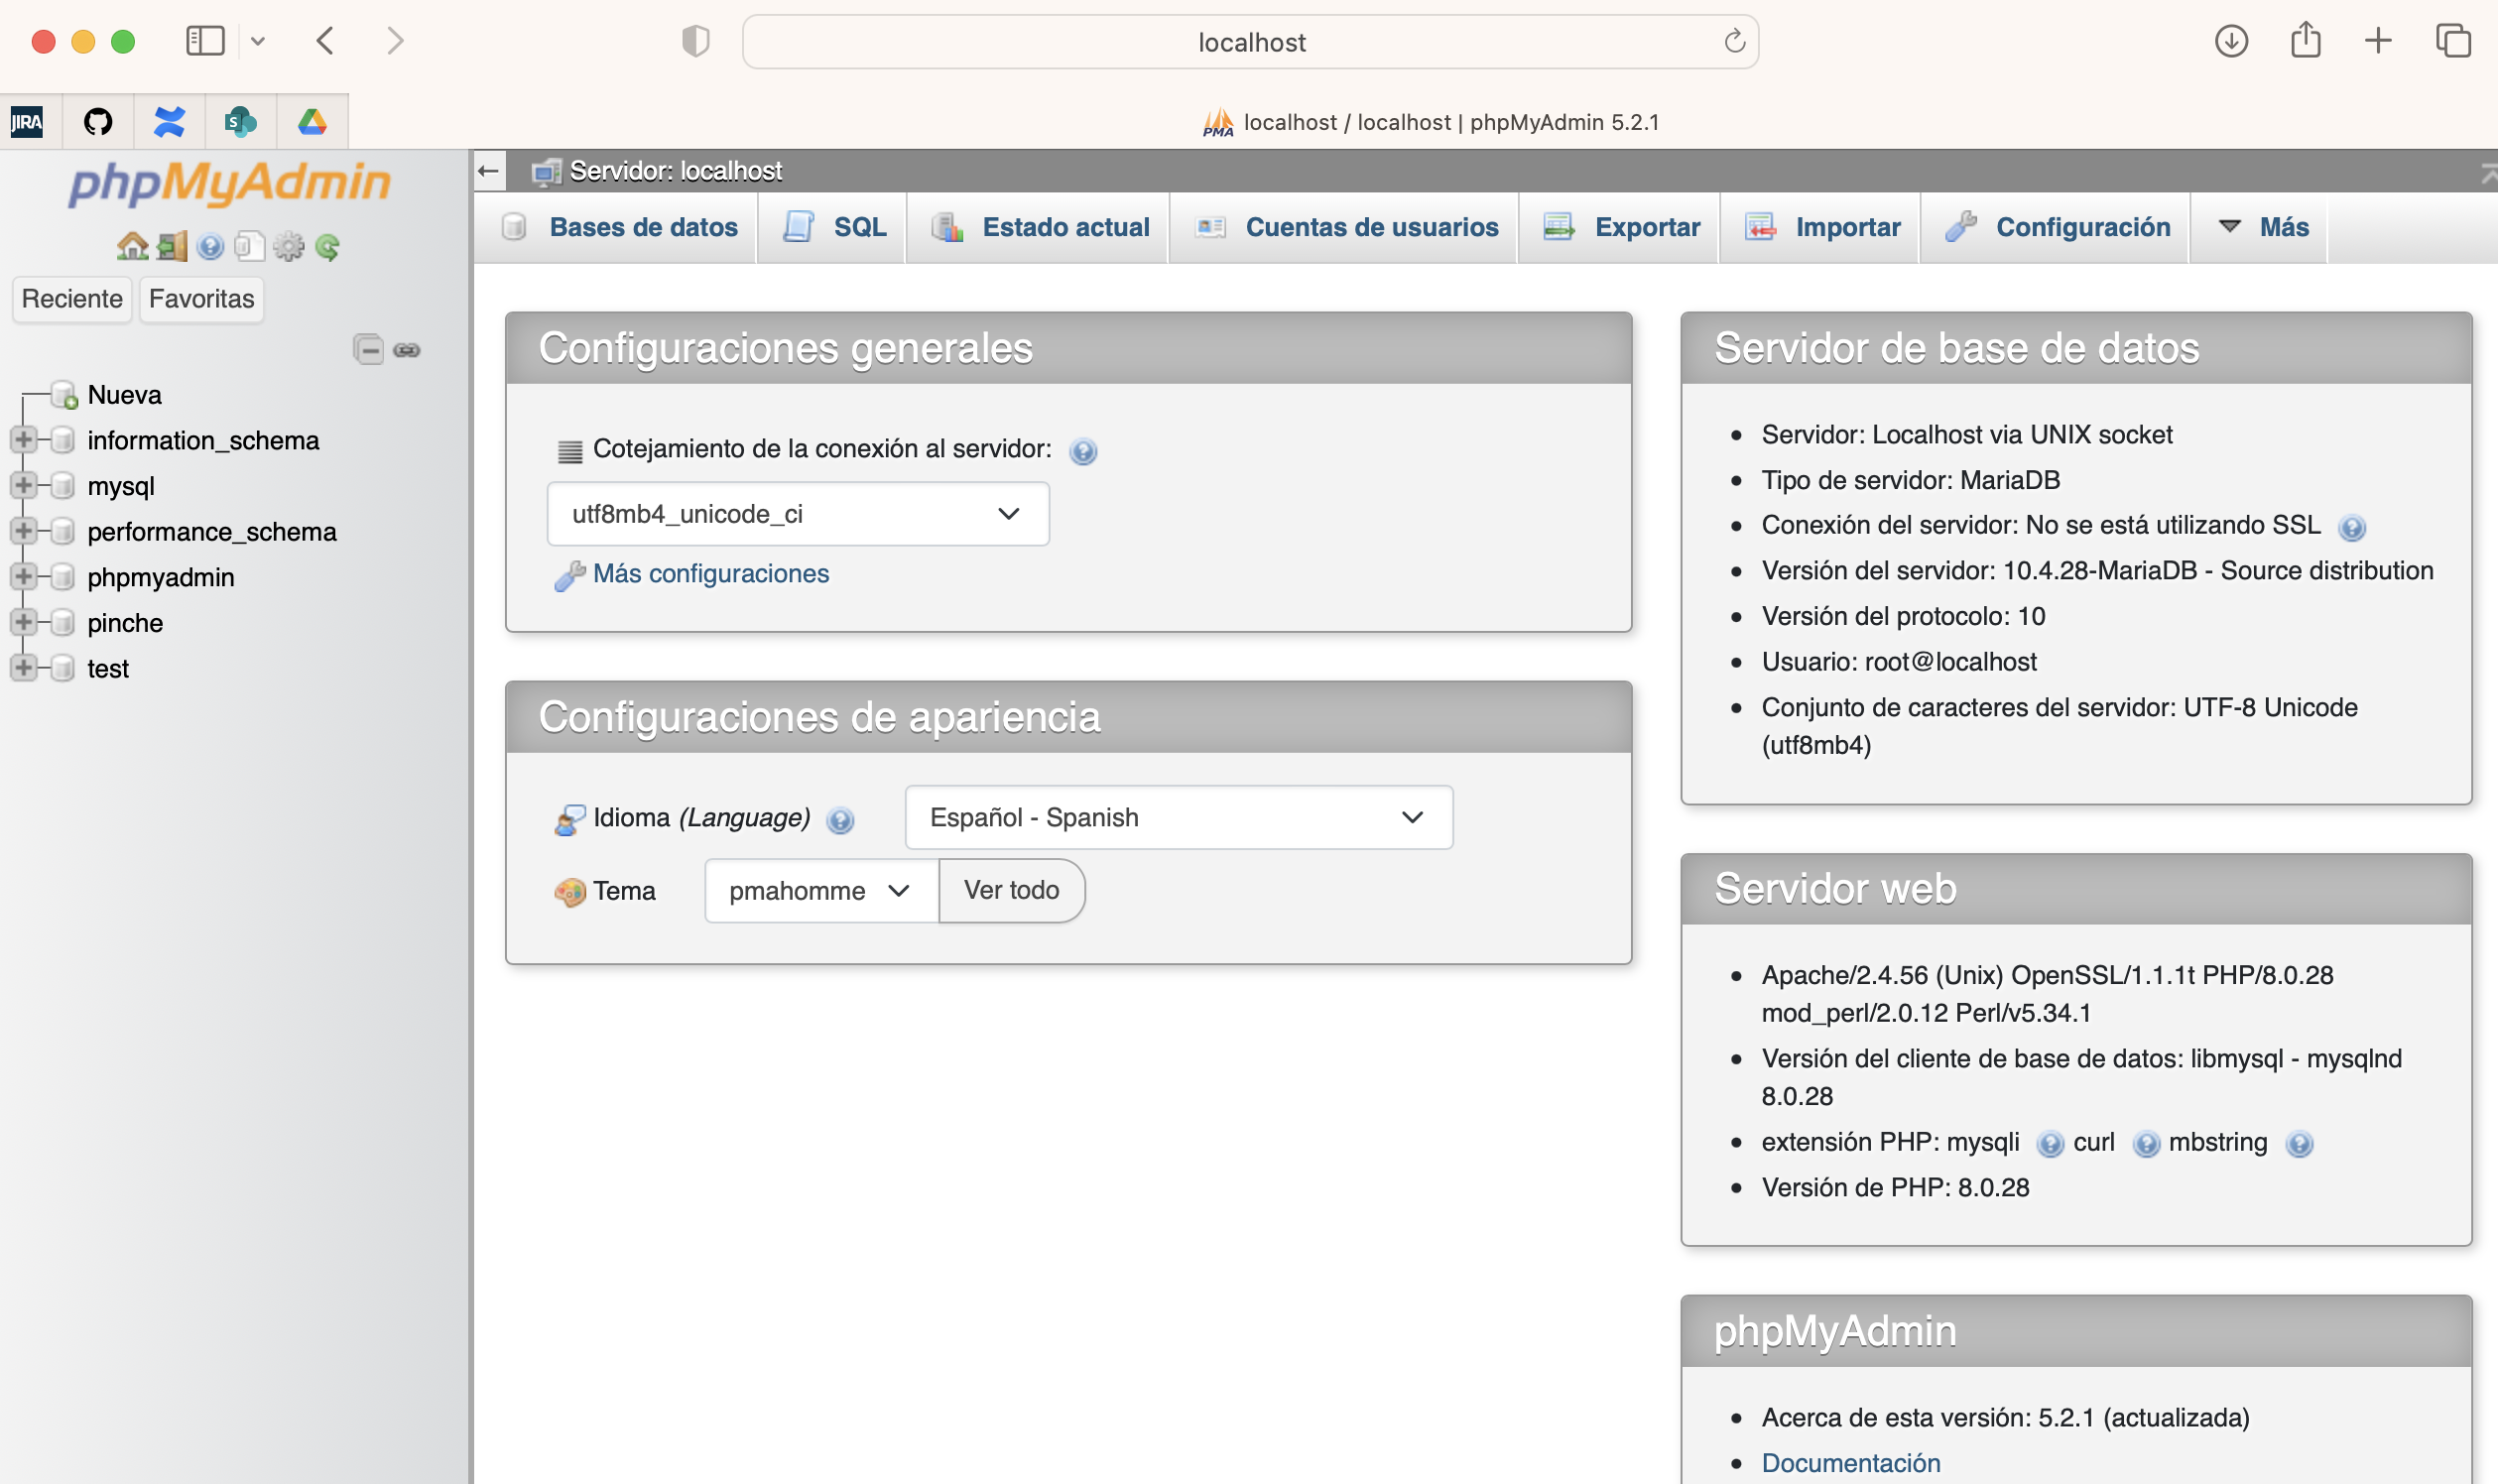 localhost
JIRA
S
PMA localhost / localhost | phpMyAdmin 5.2.1
phpMyAdmin
Reciente Favoritas
Nueva
information_schema
mysql
performance_schema
phpmyadmin
pinche
test
Servidor: localhost
Bases de datos SQL Estado actual Cuentas de usuarios Exportar Importar Configuración Más
Configuraciones generales
Cotejamiento de la conexión al servidor:
utf8mb4_unicode_ci
Más configuraciones
Configuraciones de apariencia
Idioma (Language) Español - Spanish
Tema pmahomme Ver todo
Servidor de base de datos
• Servidor: Localhost via UNIX socket
• Tipo de servidor: MariaDB
• Conexión del servidor: No se está utilizando SSL
• Versión del servidor: 10.4.28-MariaDB - Source distribution
• Versión del protocolo: 10
• Usuario: root@localhost
• Conjunto de caracteres del servidor: UTF-8 Unicode
(utf8mb4)
Servidor web
• Apache/2.4.56 (Unix) OpenSSL/1.1.1t PHP/8.0.28
mod_perl/2.0.12 Perl/v5.34.1
• Versión del cliente de base de datos: libmysql - mysqlnd
8.0.28
• extensión PHP: mysqli curl mbstring
• Versión de PHP: 8.0.28
phpMyAdmin
• Acerca de esta versión: 5.2.1 (actualizada)
• Documentación